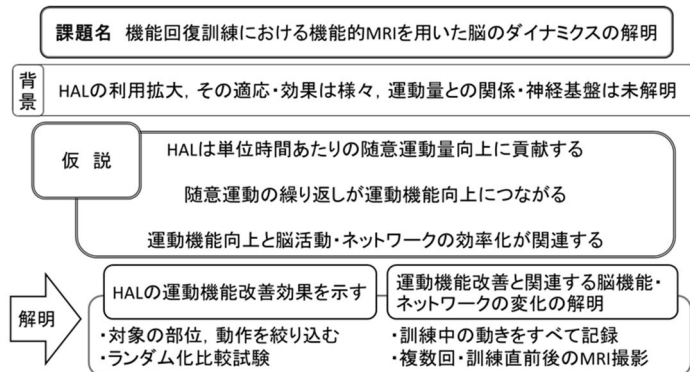 課題名 機能回復訓練における機能的MRIを用いた脳のダイナミクスの解明
背景
HALの利用拡大，その適応・効果は様々，運動量との関係・神経基盤は未解明
仮説
HALは単位時間あたりの随意運動量向上に貢献する
随意運動の繰り返しが運動機能向上につながる
運動機能向上と脳活動・ネットワークの効率化が関連する
解明
HALの運動機能改善効果を示す
・対象の部位，動作を絞り込む
・ランダム化比較試験
運動機能改善と関連する脳機能・
ネットワークの変化の解明
・訓練中の動きをすべて記録
・複数回・訓練直前後のMRI撮影